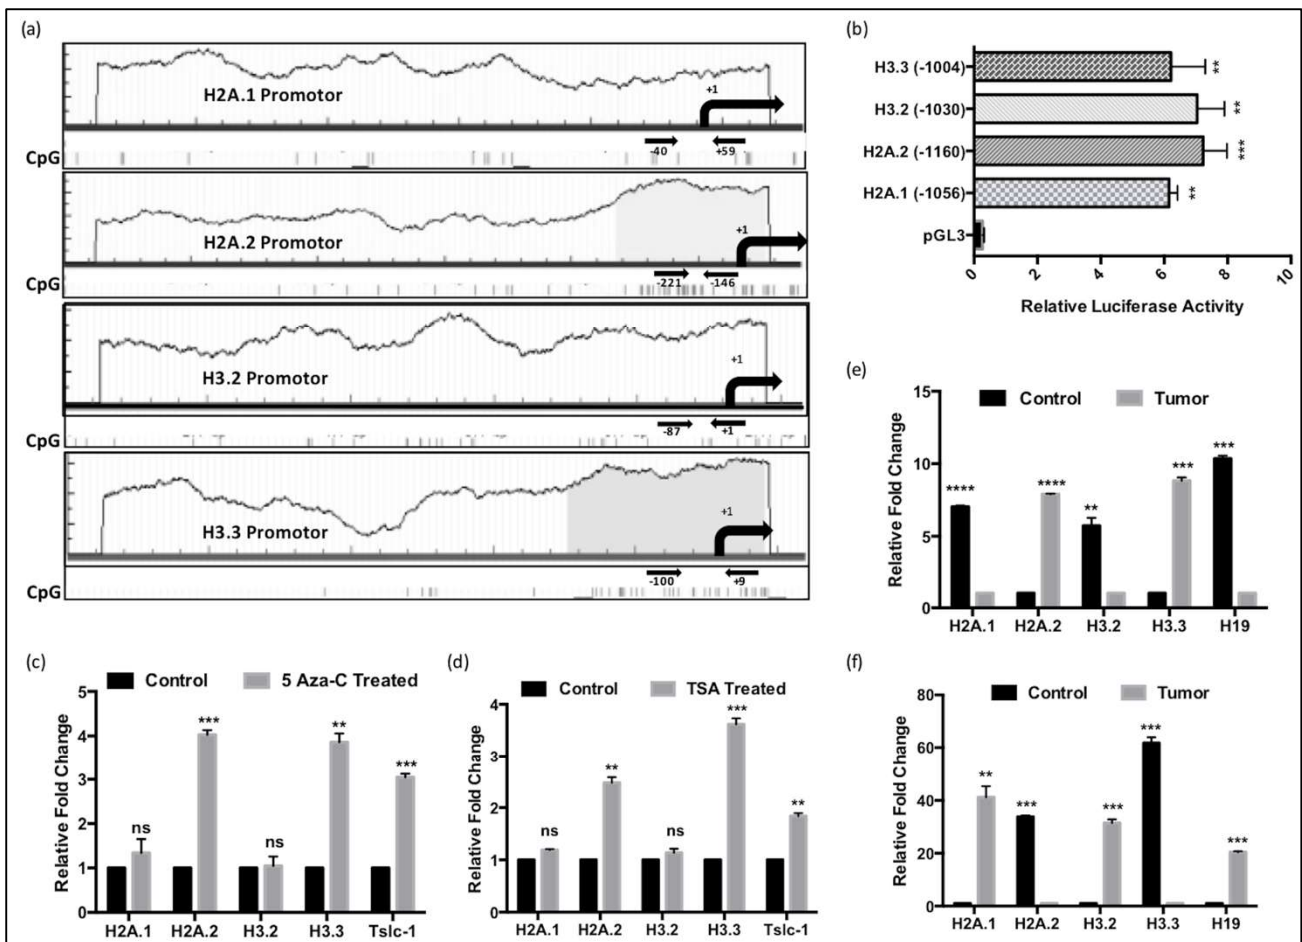 (a)
H2A.1 Promotor
+1
-40
+59
CpG
H2A.2 Promotor
+1
-221
-146
CpG
H3.2 Promotor
+1
-87
+1
CpG
H3.3 Promotor
+1
-100
+9
CpG
(b)
H3.3 (-1004)
**
H3.2 (-1030)
**
H2A.2 (-1160)
***
H2A.1 (-1056)
**
pGL3
0 2 4 6 8 10
Relative Luciferase Activity
(c)
Control 5 Aza-C Treated
Relative Fold Change
5
4
3
2
1
0
ns *** ns ** ***
H2A.1 H2A.2 H3.2 H3.3 Tslc-1
(d)
Control TSA Treated
Relative Fold Change
4
3
2
1
0
ns ** ns *** **
H2A.1 H2A.2 H3.2 H3.3 Tslc-1
(e)
Control Tumor
Relative Fold Change
15
10
5
0
**** **** ** *** ***
H2A.1 H2A.2 H3.2 H3.3 H19
(f)
Control Tumor
Relative Fold Change
80
60
40
20
0
** *** *** *** ***
H2A.1 H2A.2 H3.2 H3.3 H19